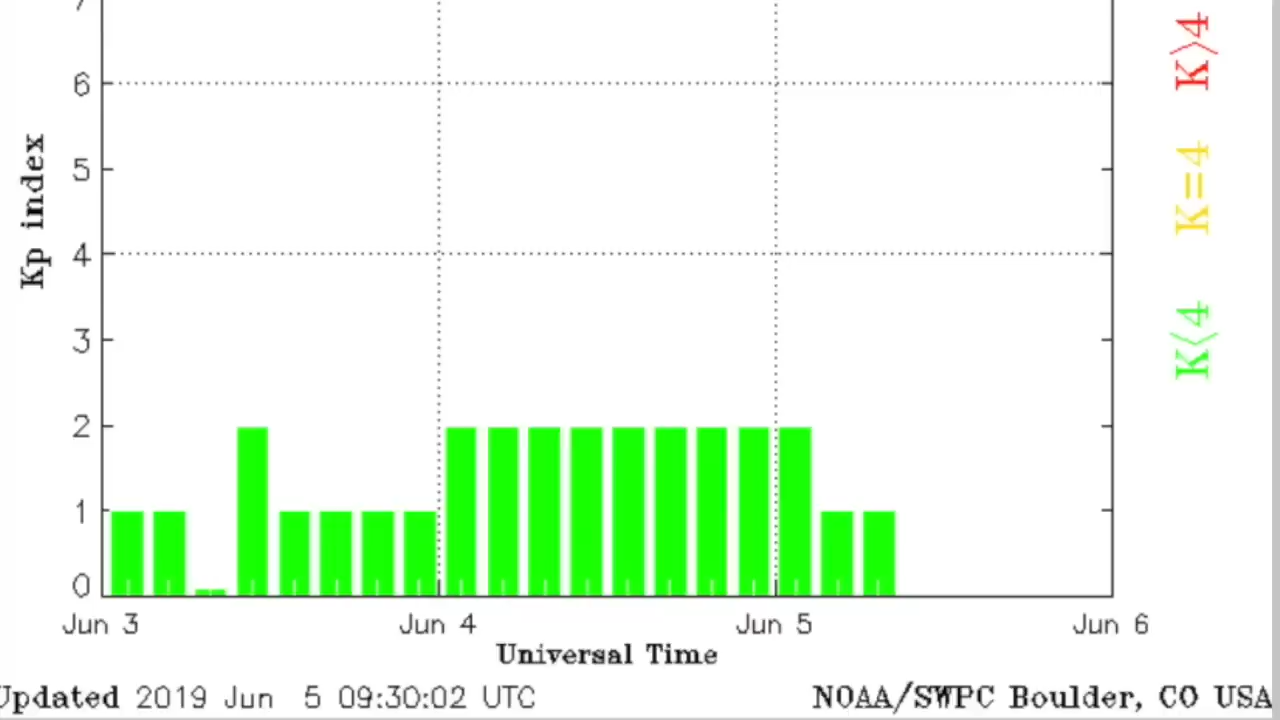 7
6
5
4
3
2
1
0
Kp index
K>4
K=4
K<4
Jun 3 Jun 4 Jun 5 Jun 6
Universal Time
Updated 2019 Jun 5 09:30:02 UTC
NOAA/SWPC Boulder, CO USA